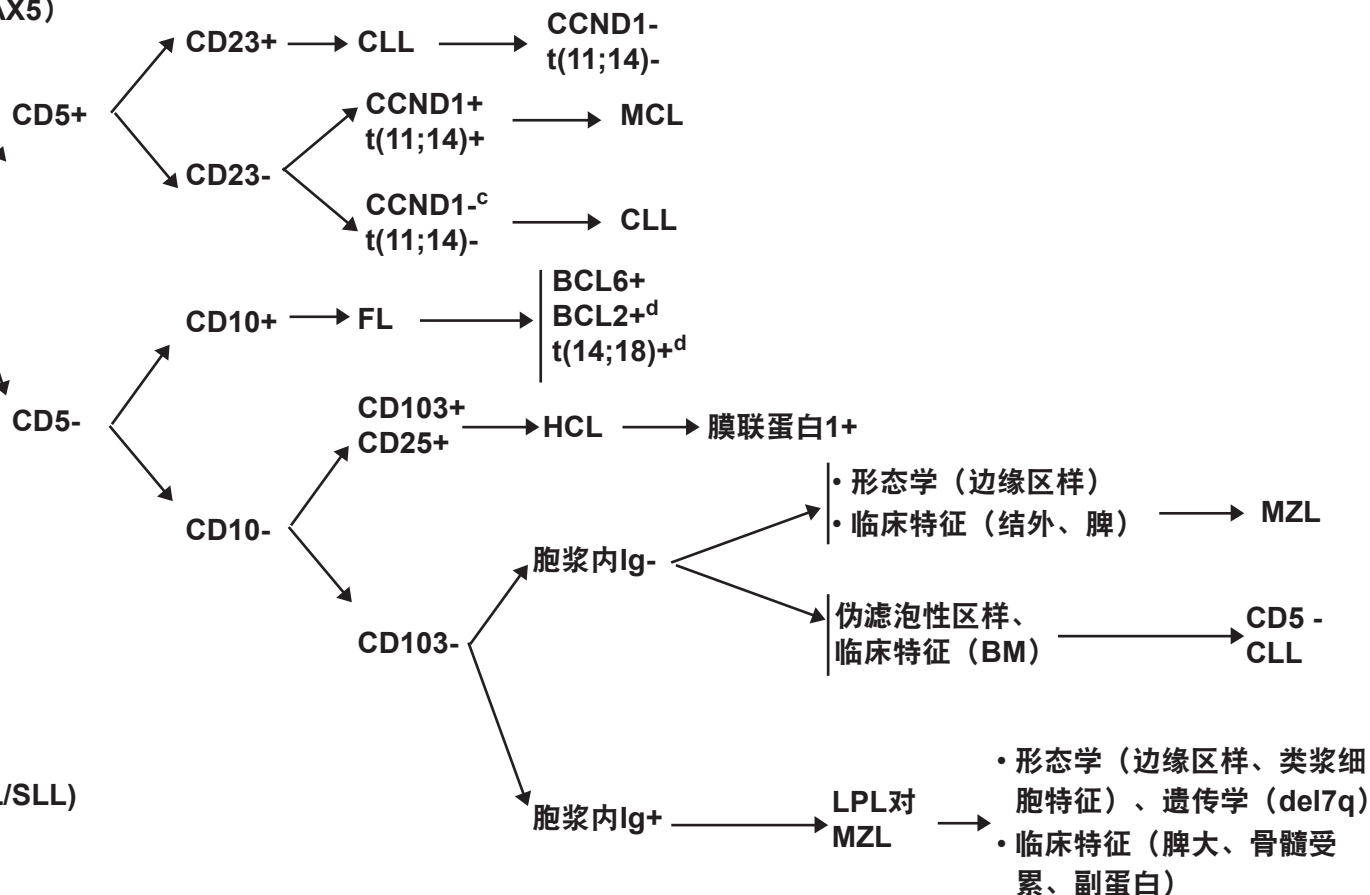 AX5）
CD5+
CD23+
CLL
CCND1-
t(11;14)-
CD23-
CCND1+
t(11;14)+
MCL
CCND1-ᶜ
t(11;14)-
CLL
CD5-
CD10+
FL
BCL6+
BCL2+ᵈ
t(14;18)+ᵈ
CD10-
CD103+
CD25+
HCL
膜联蛋白1+
CD103-
胞浆内Ig-
• 形态学（边缘区样）
• 临床特征（结外、脾）
MZL
伪滤泡性区样、
临床特征（BM）
CD5 -
CLL
胞浆内Ig+
LPL对
MZL
• 形态学（边缘区样、类浆细
胞特征）、遗传学（del7q）
• 临床特征（脾大、骨髓受
累、副蛋白）
L/SLL)